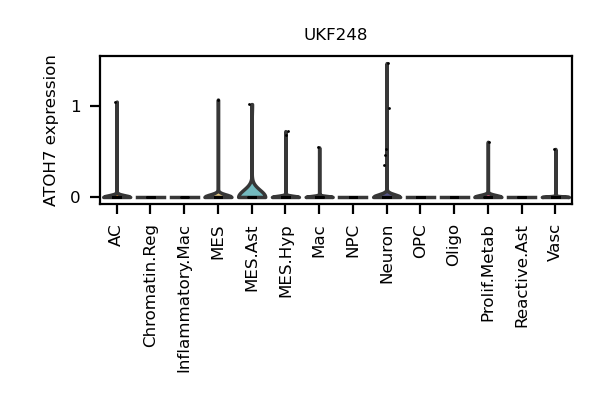 UKF248
ATOH7 expression
1
0
AC
Chromatin.Reg
Inflammatory.Mac
MES
MES.Ast
MES.Hyp
Mac
NPC
Neuron
OPC
Oligo
Prolif.Metab
Reactive.Ast
Vasc